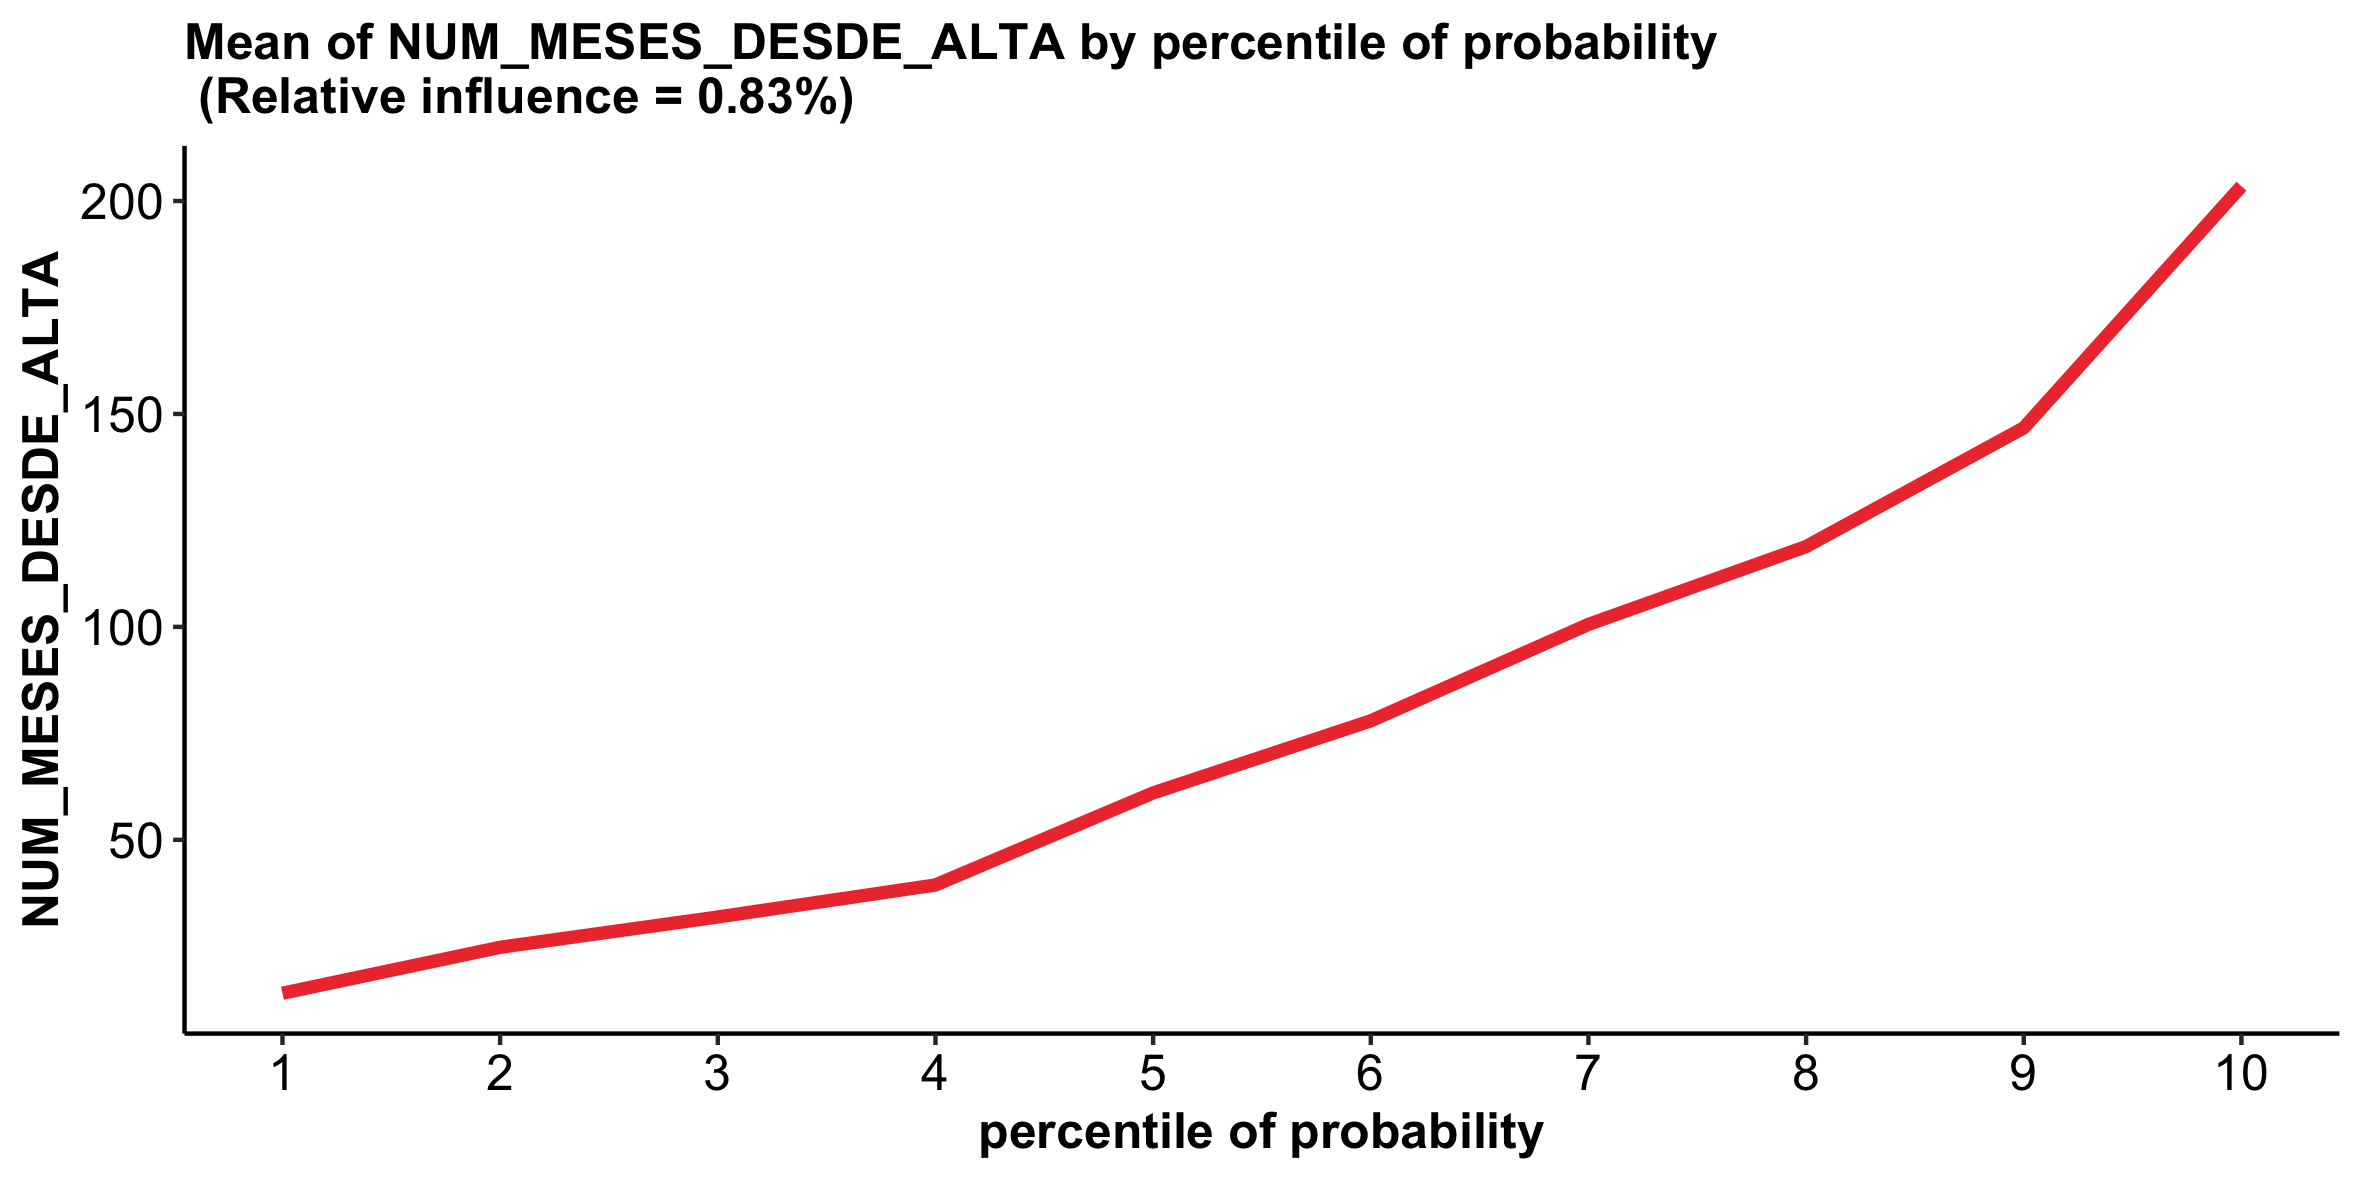 Mean of NUM_MESES_DESDE_ALTA by percentile of probability
(Relative influence = 0.83%)
NUM_MESES_DESDE_ALTA
200
150
100
50
1 2 3 4 5 6 7 8 9 10
percentile of probability